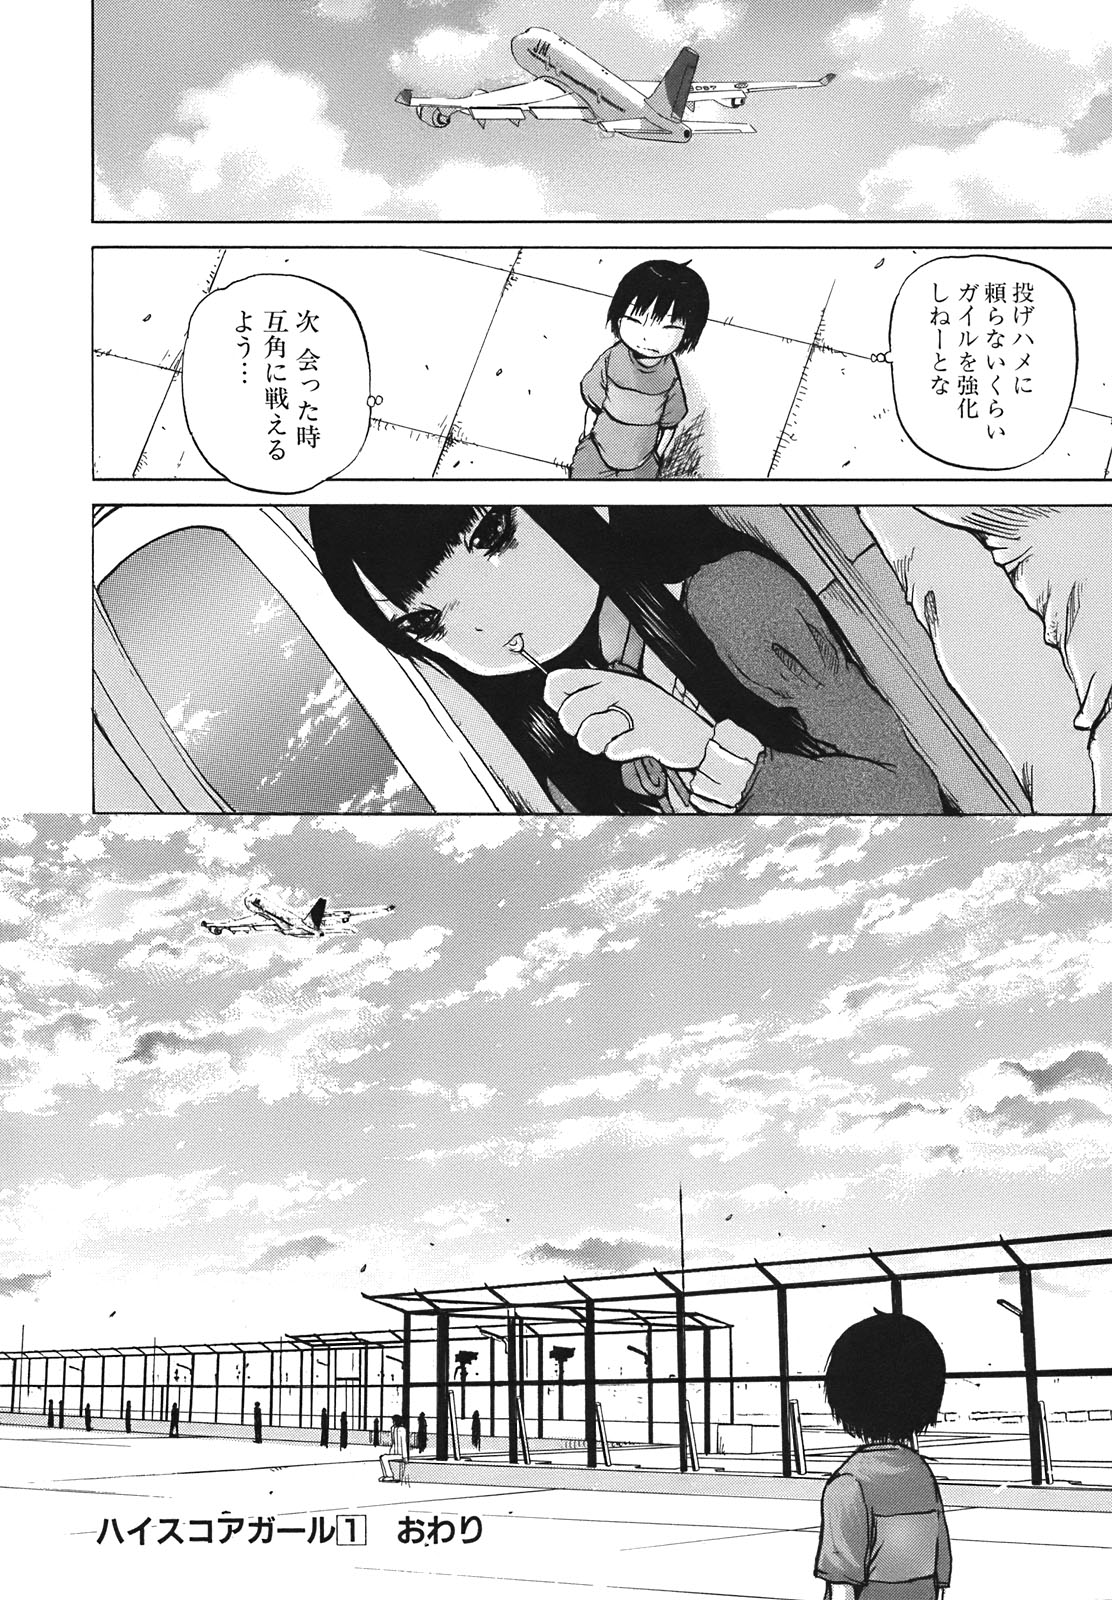 JAL
投げハメに
頼らないくらい
ガイルを強化
しねーとな
次 会った時
互角に戦える
よう…
ハイスコアガール1 おわり